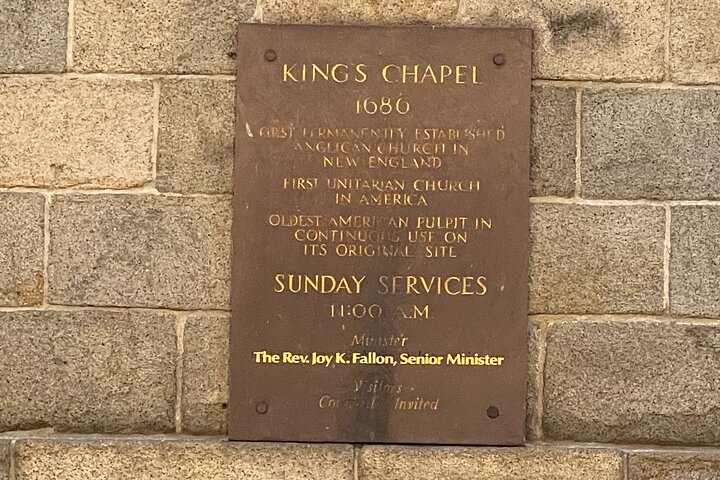 KING'S CHAPEL
1686
FIRST PERMANENTLY ESTABLISHED
ANGLICAN CHURCH IN
NEW ENGLAND
FIRST UNITARIAN CHURCH
IN AMERICA
OLDEST AMERICAN PULPIT IN
CONTINUOUS USE ON
ITS ORIGINAL SITE
SUNDAY SERVICES
11:00 A.M.
Minister
The Rev. Joy K. Fallon, Senior Minister
Visitors
Cordially Invited